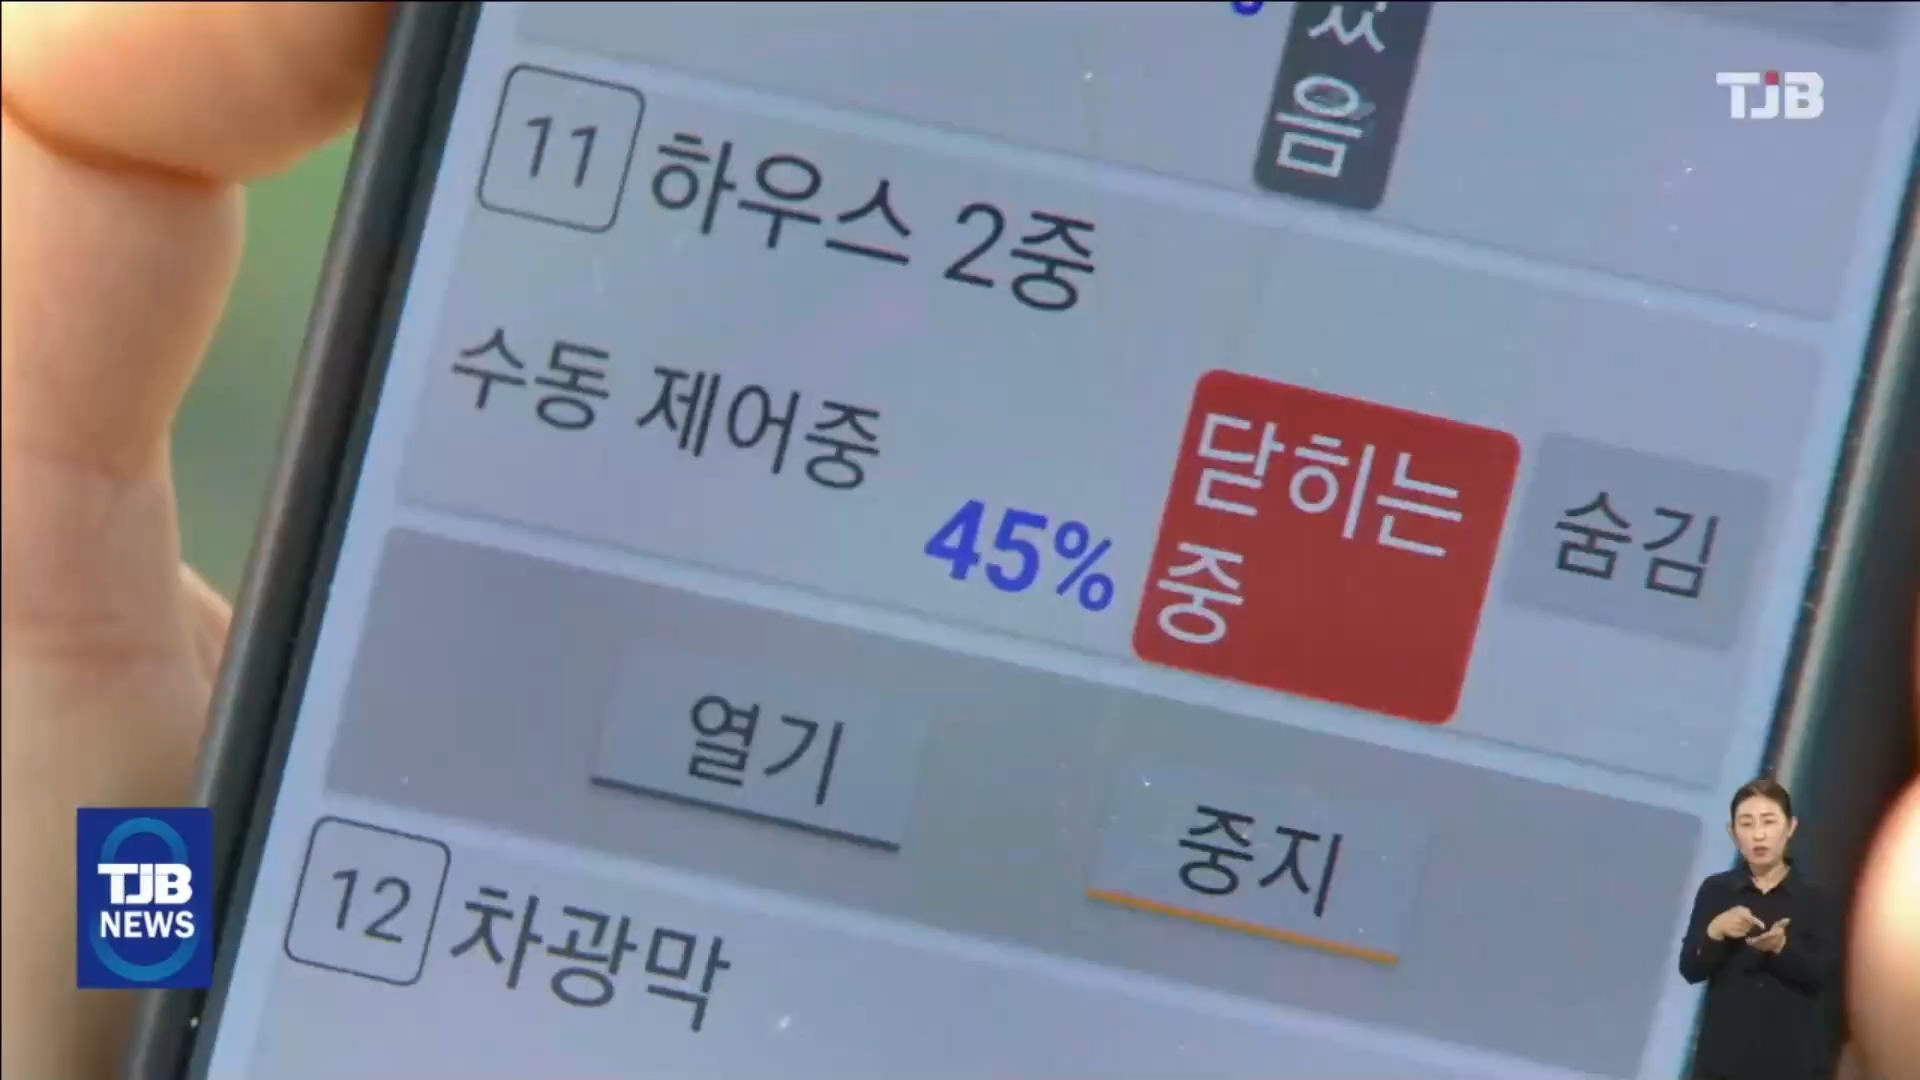 음
TJB
11 하우스 2중
수동 제어중
45%
닫히는
중
숨김
열기
중지
12 차광막
TJB
NEWS